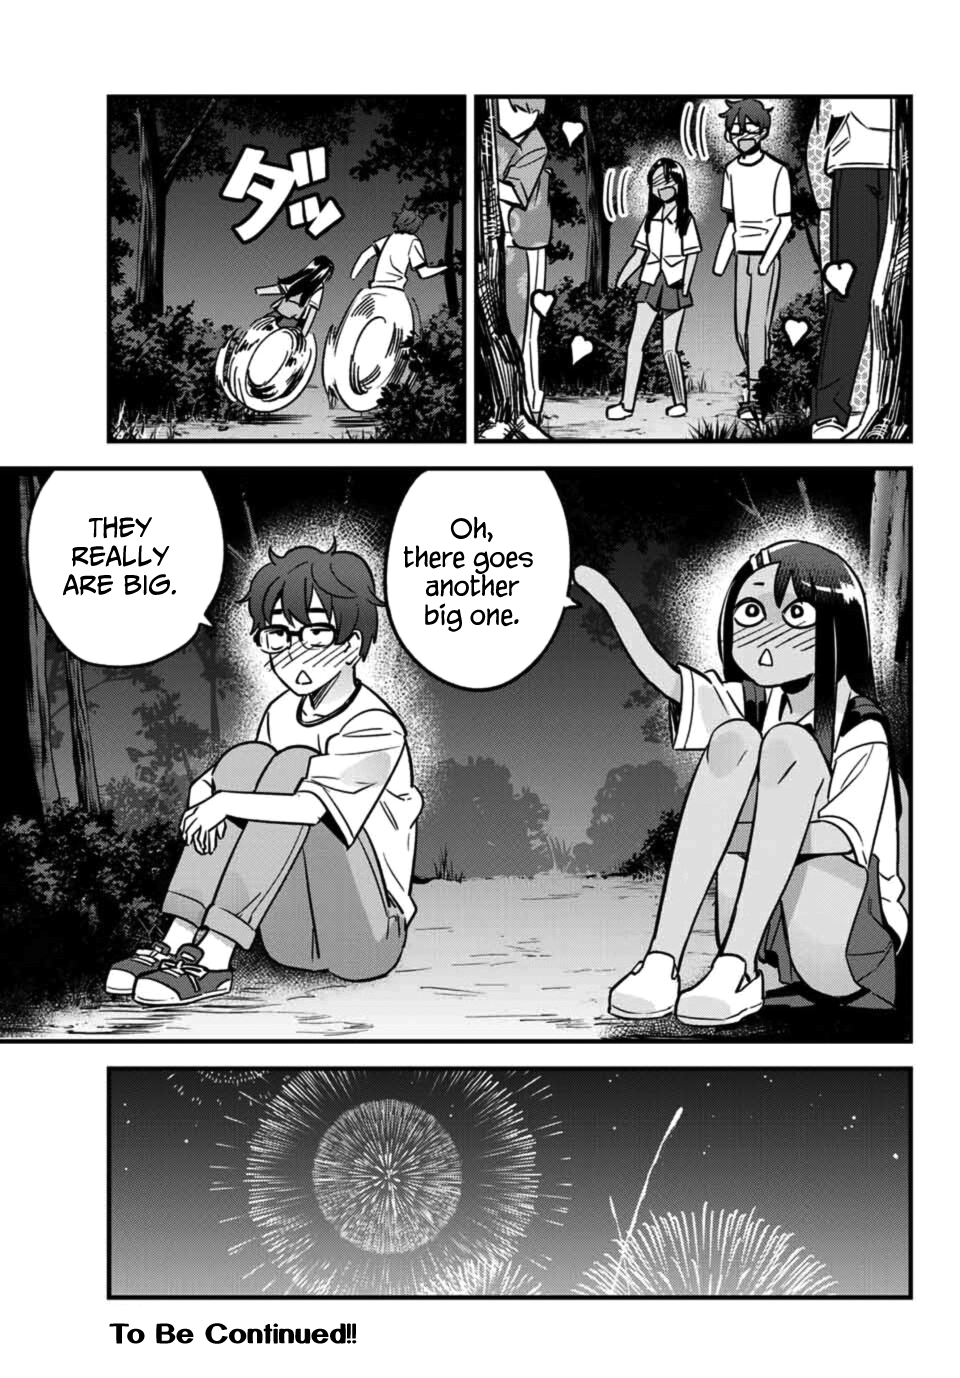 ダッ
Oh,
there goes
another
big one.
THEY
REALLY
ARE BIG.
To Be Continued!!